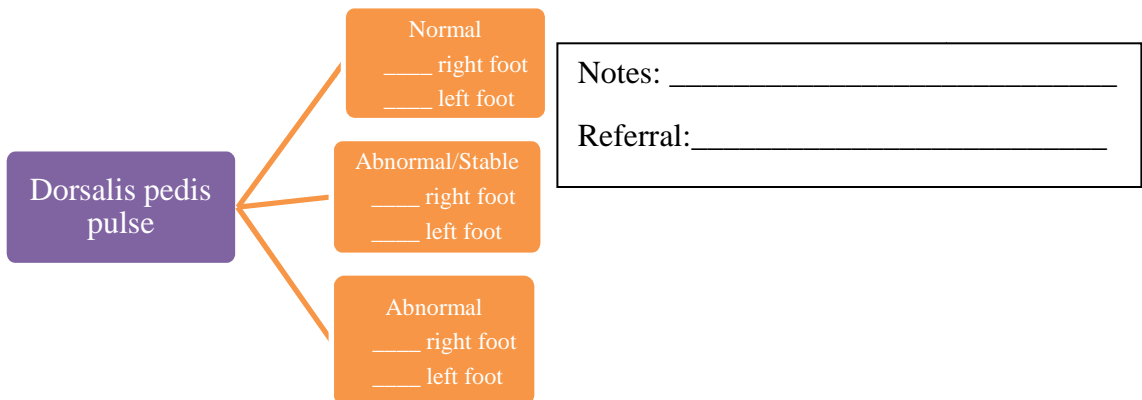 Dorsalis pedis
pulse
Normal
____ right foot
____ left foot
Abnormal/Stable
____ right foot
____ left foot
Abnormal
____ right foot
____ left foot
Notes: ____________________________
Referral:__________________________